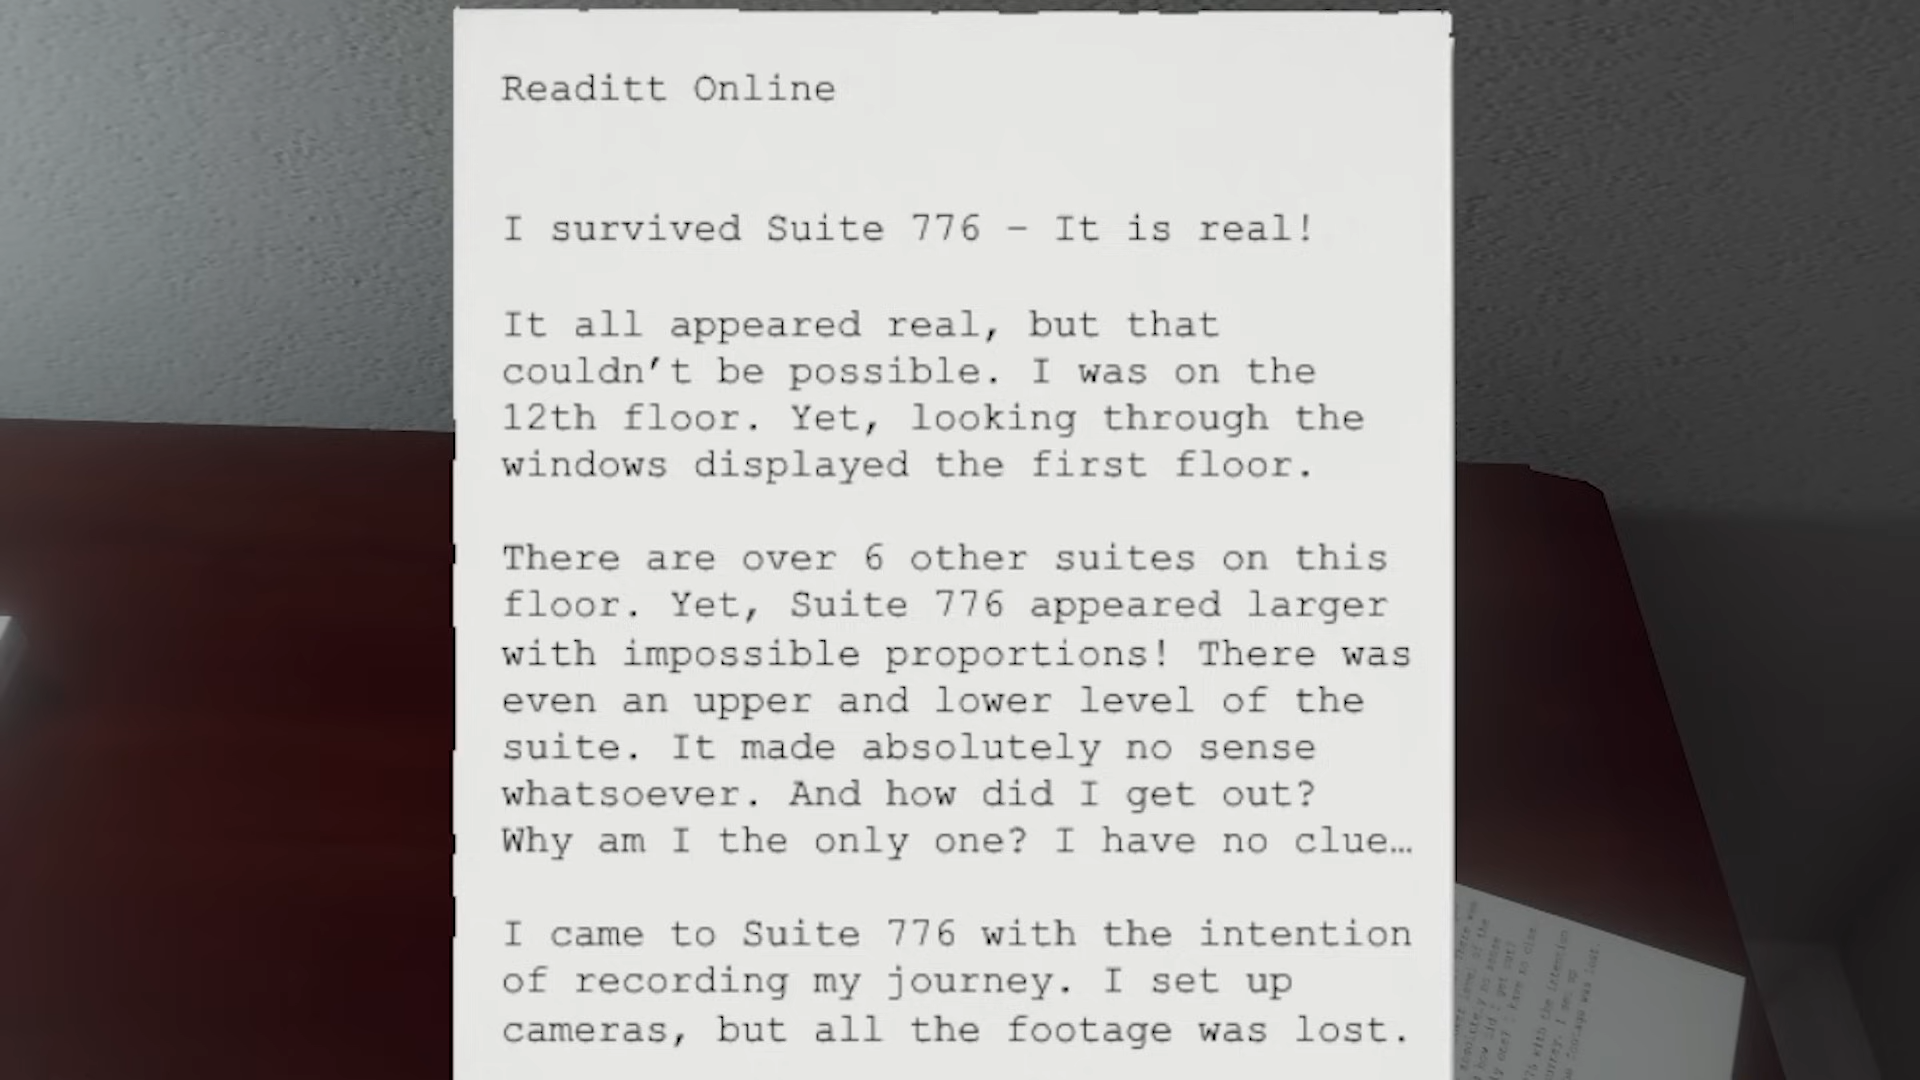 Readitt Online
I survived Suite 776 – It is real!
It all appeared real, but that
couldn’t be possible. I was on the
12th floor. Yet, looking through the
windows displayed the first floor.
There are over 6 other suites on this
floor. Yet, Suite 776 appeared larger
with impossible proportions! There was
even an upper and lower level of the
suite. It made absolutely no sense
whatsoever. And how did I get out?
Why am I the only one? I have no clue…
I came to Suite 776 with the intention
of recording my journey. I set up
cameras, but all the footage was lost.